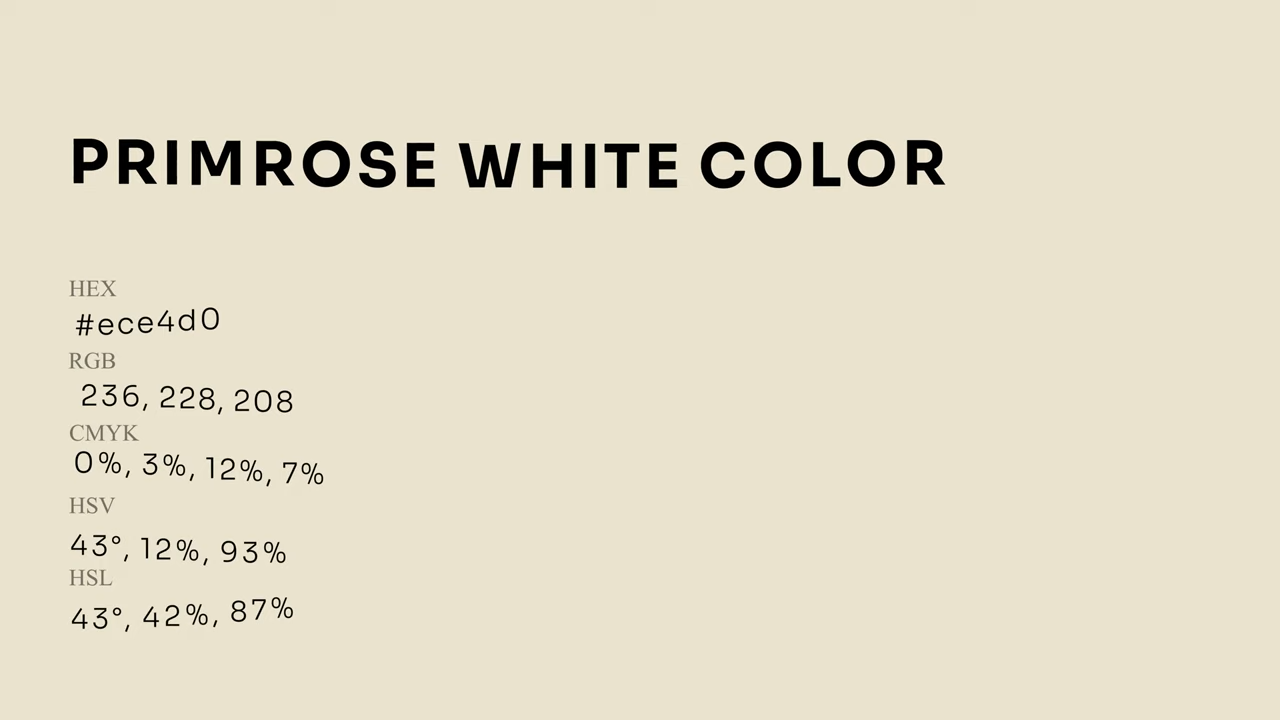 PRIMROSE WHITE COLOR
HEX
#ece4d0
RGB
236, 228, 208
CMYK
0%, 3%, 12%, 7%
HSV
43°, 12%, 93%
HSL
43°, 42%, 87%